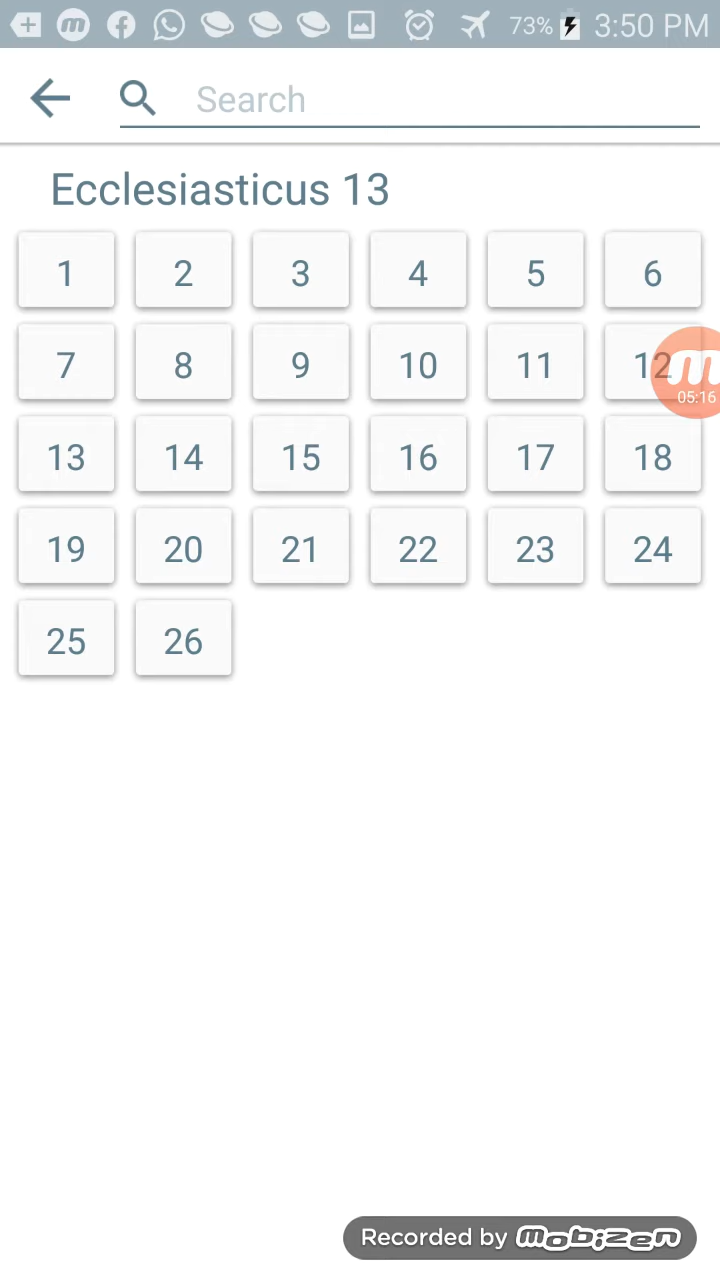 73% 3:50 PM
Search
Ecclesiasticus 13
1 2 3 4 5 6
7 8 9 10 11 12
05:16
13 14 15 16 17 18
19 20 21 22 23 24
25 26
Recorded by mobizen